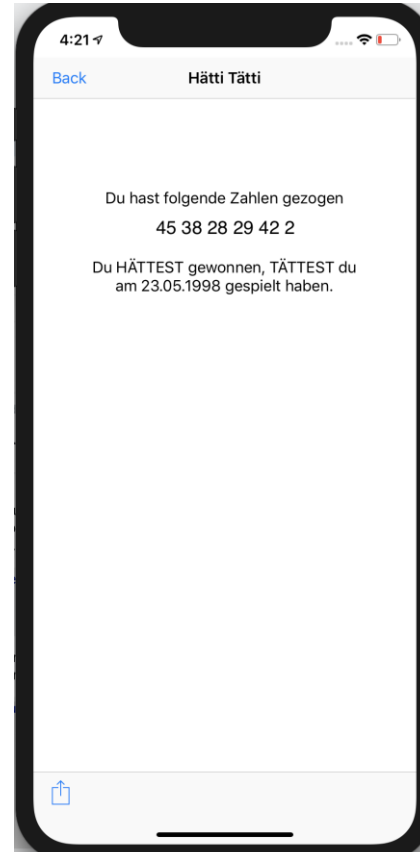 4:21
Back
Hätti Tätti
Du hast folgende Zahlen gezogen
45 38 28 29 42 2
Du HÄTTEST gewonnen, TÄTTEST du
am 23.05.1998 gespielt haben.